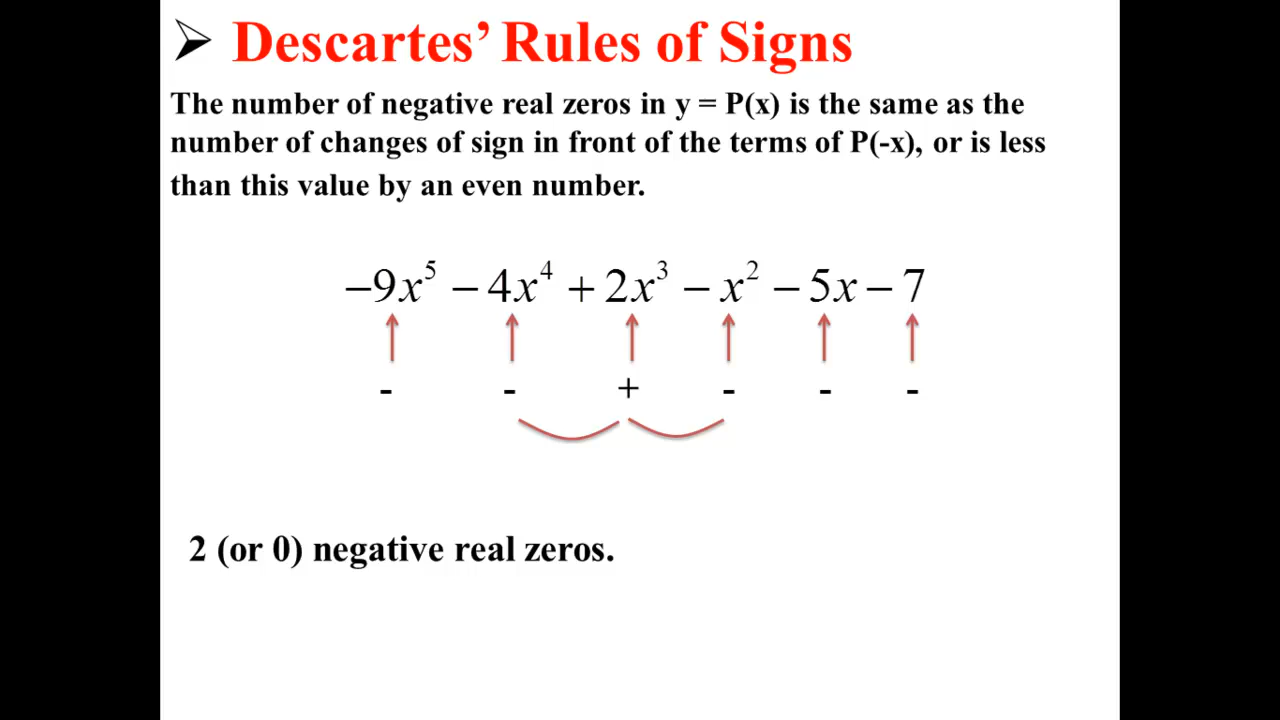 ➢ Descartes’ Rules of Signs
The number of negative real zeros in y = P(x) is the same as the
number of changes of sign in front of the terms of P(-x), or is less
than this value by an even number.
−9x⁵ − 4x⁴ + 2x³ − x² − 5x − 7
- - + - - -
2 (or 0) negative real zeros.